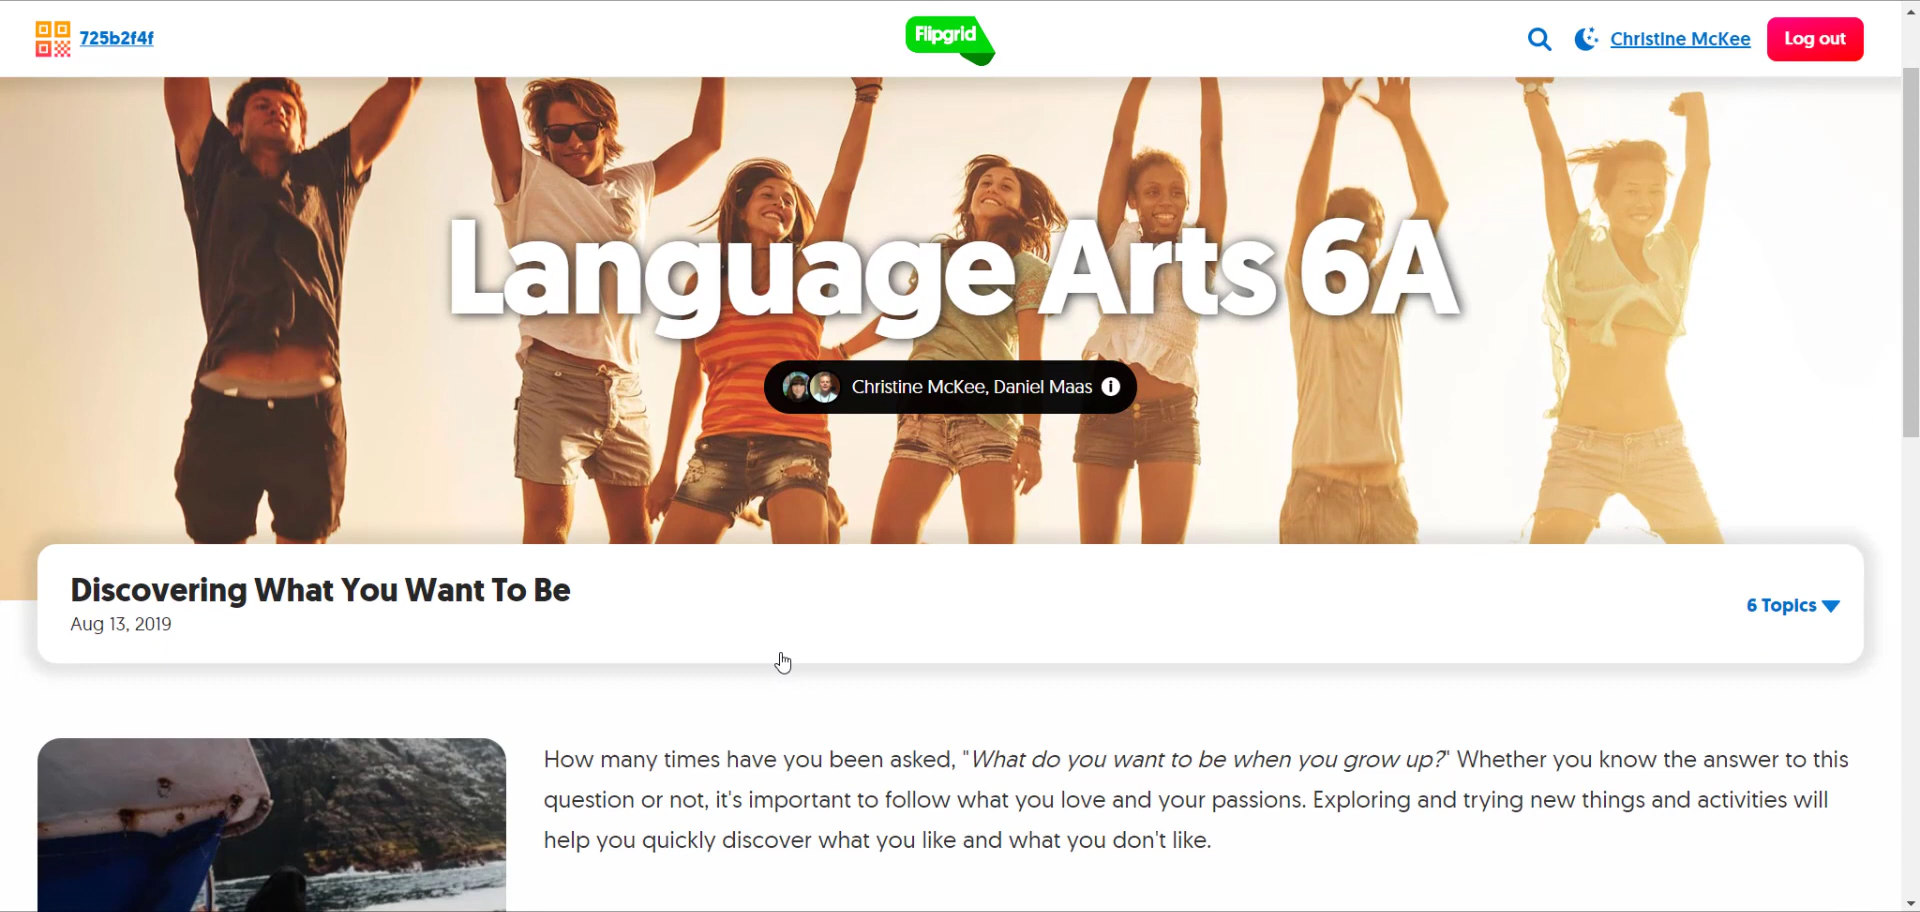 725b2f4f
Flipgrid
Christine McKee
Log out
Language Arts 6A
Christine McKee, Daniel Maas i
Discovering What You Want To Be
Aug 13, 2019
6 Topics
How many times have you been asked, "What do you want to be when you grow up?" Whether you know the answer to this
question or not, it's important to follow what you love and your passions. Exploring and trying new things and activities will
help you quickly discover what you like and what you don't like.